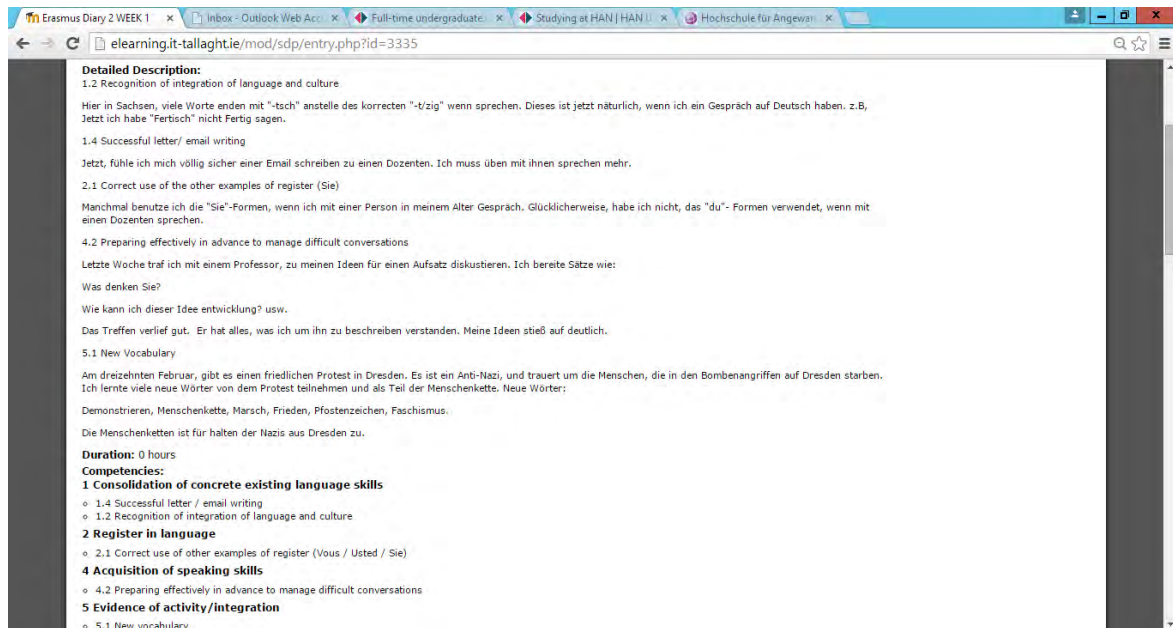 Erasmus Diary 2 WEEK 1
Inbox - Outlook Web Acc
Full-time undergraduate
Studying at HAN | HAN U
Hochschule für Angewan
elearning.it-tallaght.ie/mod/sdp/entry.php?id=3335
Detailed Description:
1.2 Recognition of integration of language and culture
Hier in Sachsen, viele Worte enden mit "-tsch" anstelle des korrecten "-t/zig" wenn sprechen. Dieses ist jetzt näturlich, wenn ich ein Gespräch auf Deutsch haben. z.B,
Jetzt ich habe "Fertisch" nicht Fertig sagen.
1.4 Successful letter/ email writing
Jetzt, fühle ich mich völlig sicher einer Email schreiben zu einen Dozenten. Ich muss üben mit ihnen sprechen mehr.
2.1 Correct use of the other examples of register (Sie)
Manchmal benutze ich die "Sie"-Formen, wenn ich mit einer Person in meinem Alter Gespräch. Glücklicherweise, habe ich nicht, das "du"- Formen verwendet, wenn mit
einen Dozenten sprechen.
4.2 Preparing effectively in advance to manage difficult conversations
Letzte Woche traf ich mit einem Professor, zu meinen Ideen für einen Aufsatz diskustieren. Ich bereite Sätze wie:
Was denken Sie?
Wie kann ich dieser Idee entwicklung? usw.
Das Treffen verlief gut. Er hat alles, was ich um ihn zu beschreiben verstanden. Meine Ideen stieß auf deutlich.
5.1 New Vocabulary
Am dreizehnten Februar, gibt es einen friedlichen Protest in Dresden. Es ist ein Anti-Nazi, und trauert um die Menschen, die in den Bombenangriffen auf Dresden starben.
Ich lernte viele neue Wörter von dem Protest teilnehmen und als Teil der Menschenkette. Neue Wörter:
Demonstrieren, Menschenkette, Marsch, Frieden, Pfostenzeichen, Faschismus.
Die Menschenketten ist für halten der Nazis aus Dresden zu.
Duration: 0 hours
Competencies:
1 Consolidation of concrete existing language skills
1.4 Successful letter / email writing
1.2 Recognition of integration of language and culture
2 Register in language
2.1 Correct use of other examples of register (Vous / Usted / Sie)
4 Acquisition of speaking skills
4.2 Preparing effectively in advance to manage difficult conversations
5 Evidence of activity/integration
5.1 New vocabulary